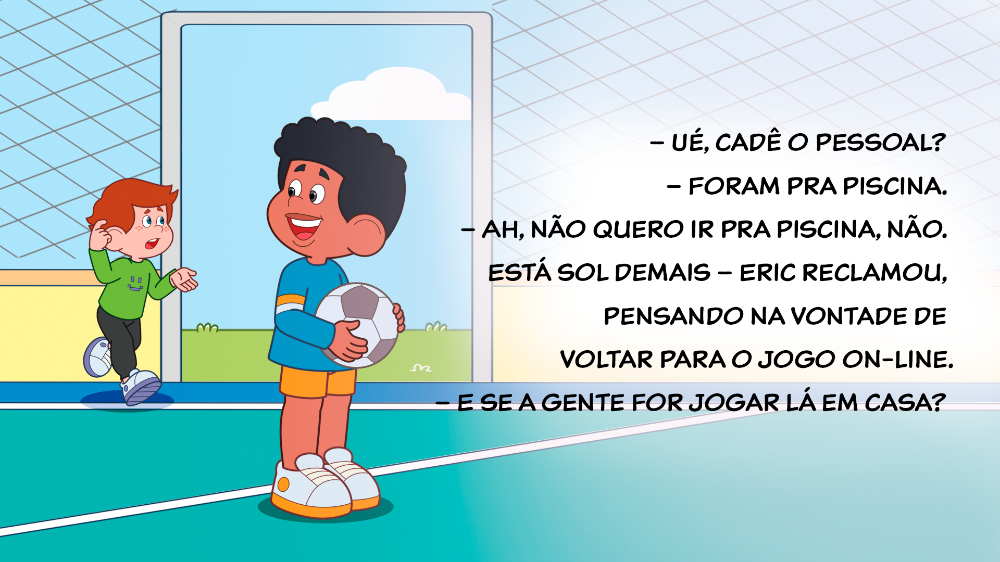 – UÉ, CADÊ O PESSOAL?
– FORAM PRA PISCINA.
– AH, NÃO QUERO IR PRA PISCINA, NÃO.
ESTÁ SOL DEMAIS – ERIC RECLAMOU,
PENSANDO NA VONTADE DE
VOLTAR PARA O JOGO ON-LINE.
– E SE A GENTE FOR JOGAR LÁ EM CASA?